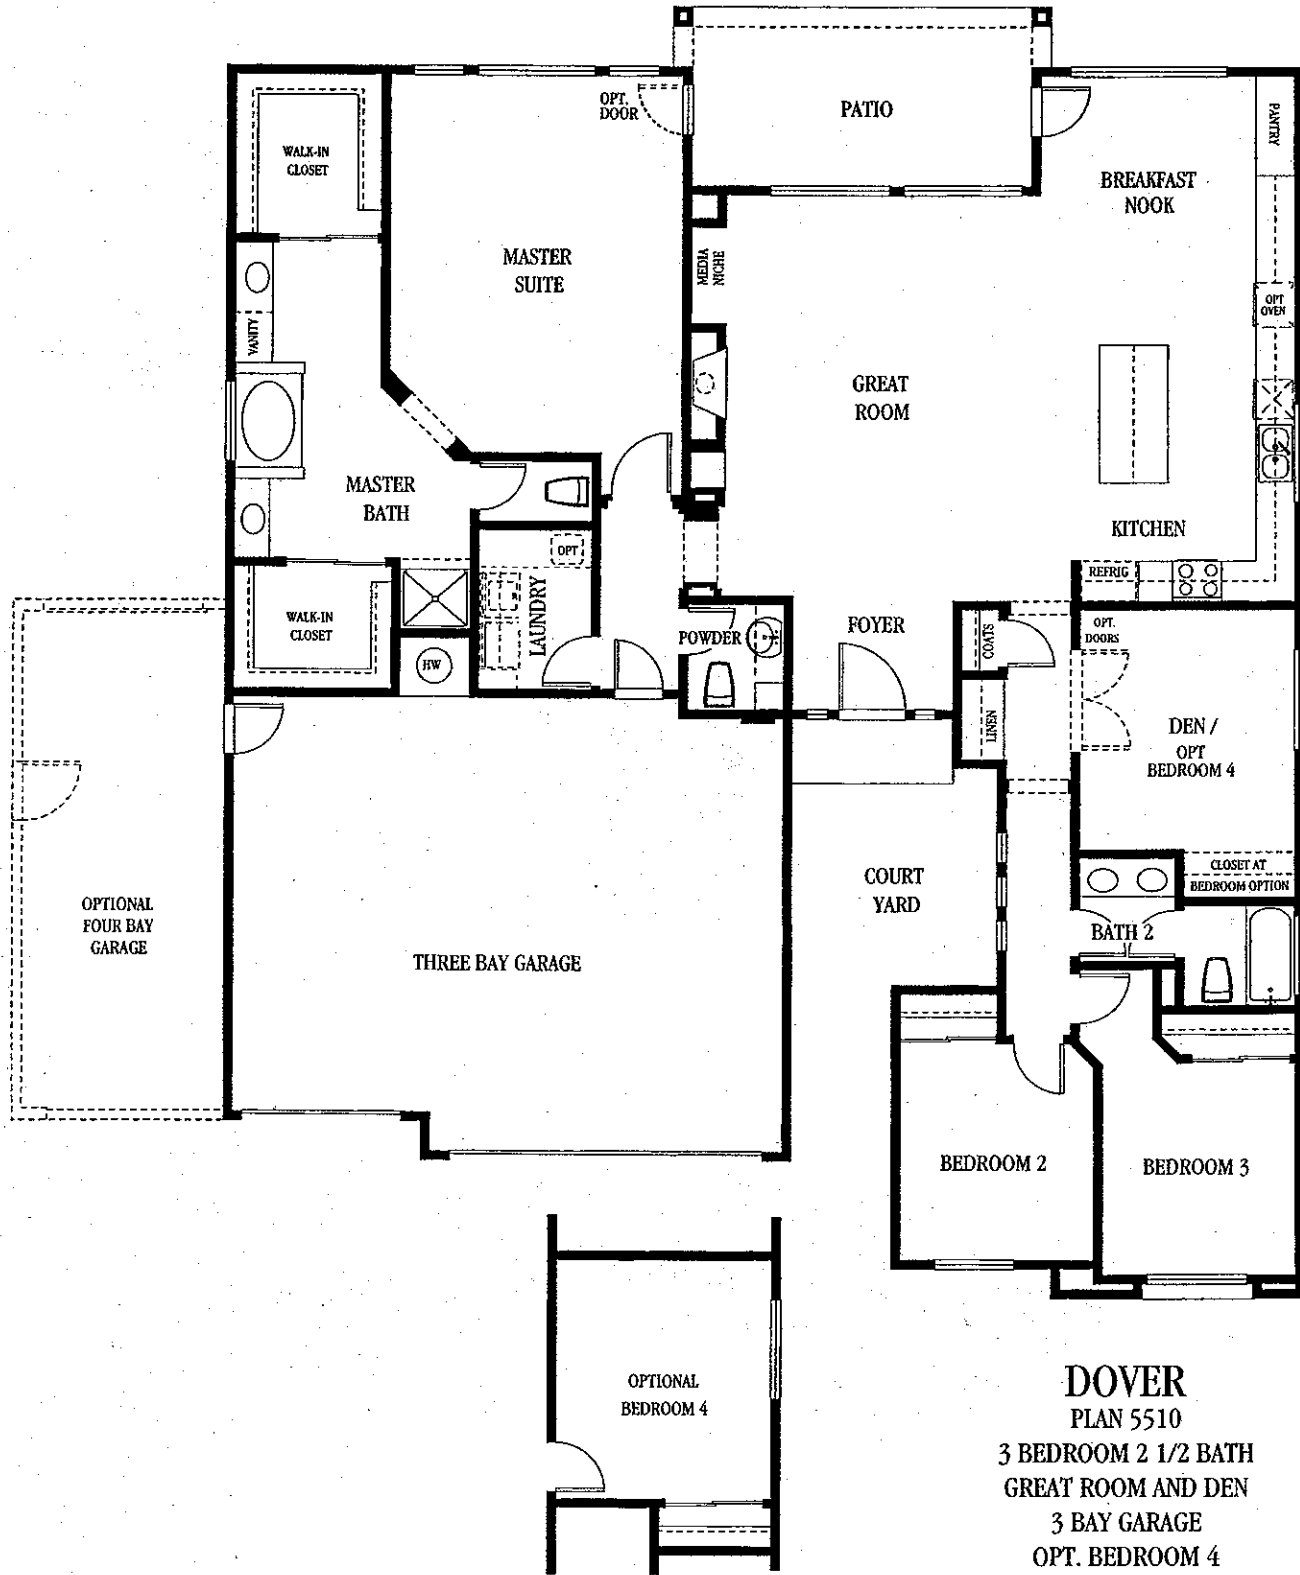 PATIO
OPT.
DOOR
WALK-IN
CLOSET
PANTRY
BREAKFAST
NOOK
MASTER
SUITE
MEDIA
NICHE
OPT
OVEN
VANITY
GREAT
ROOM
MASTER
BATH
KITCHEN
OPT
REFRIG
LAUNDRY
WALK-IN
CLOSET
POWDER
FOYER
COATS
OPT.
DOORS
HW
LINEN
DEN /
OPT
BEDROOM 4
CLOSET AT
BEDROOM OPTION
COURT
YARD
OPTIONAL
FOUR BAY
GARAGE
BATH 2
THREE BAY GARAGE
BEDROOM 2
BEDROOM 3
OPTIONAL
BEDROOM 4
DOVER
PLAN 5510
3 BEDROOM 2 1/2 BATH
GREAT ROOM AND DEN
3 BAY GARAGE
OPT. BEDROOM 4